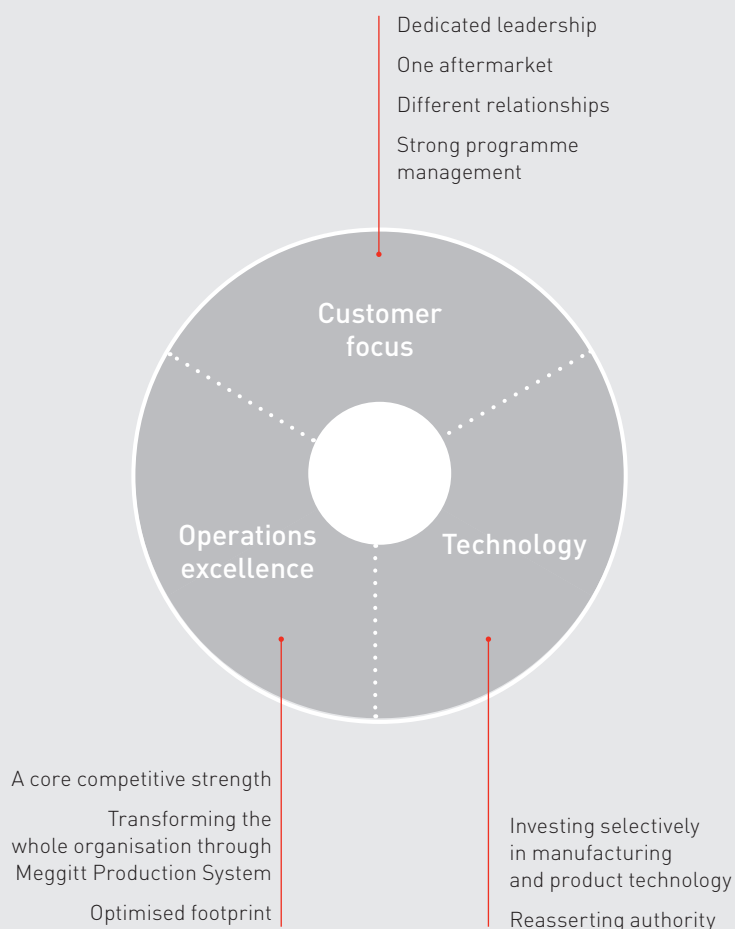 Dedicated leadership
One aftermarket
Different relationships
Strong programme
management
Customer
focus
Operations
excellence
Technology
A core competitive strength
Transforming the
whole organisation through
Meggitt Production System
Optimised footprint
Investing selectively
in manufacturing
and product technology
Reasserting authority